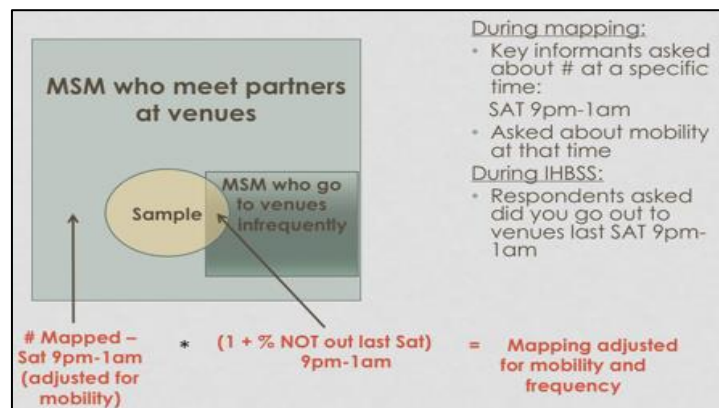 MSM who meet partners
at venues
Sample
MSM who go
to venues
infrequently
During mapping:
• Key informants asked
about # at a specific
time:
SAT 9pm-1am
• Asked about mobility
at that time
During IHBSS:
• Respondents asked
did you go out to
venues last SAT 9pm-
1am
# Mapped –
Sat 9pm-1am
(adjusted for
mobility)
*
(1 + % NOT out last Sat)
9pm-1am
=
Mapping adjusted
for mobility and
frequency